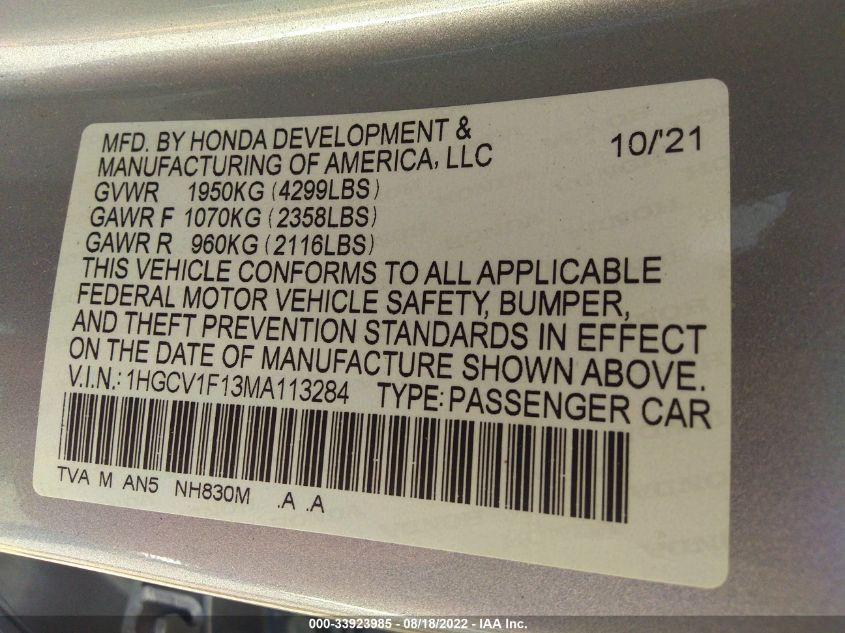 MFD. BY HONDA DEVELOPMENT &
MANUFACTURING OF AMERICA, LLC 10/'21
GVWR 1950KG (4299LBS)
GAWR F 1070KG (2358LBS)
GAWR R 960KG (2116LBS)
THIS VEHICLE CONFORMS TO ALL APPLICABLE
FEDERAL MOTOR VEHICLE SAFETY, BUMPER,
AND THEFT PREVENTION STANDARDS IN EFFECT
ON THE DATE OF MANUFACTURE SHOWN ABOVE.
V.I.N.: 1HGCV1F13MA113284 TYPE: PASSENGER CAR
TVA M AN5 NH830M .A .A
000-33923985 - 08/18/2022 - IAA Inc.